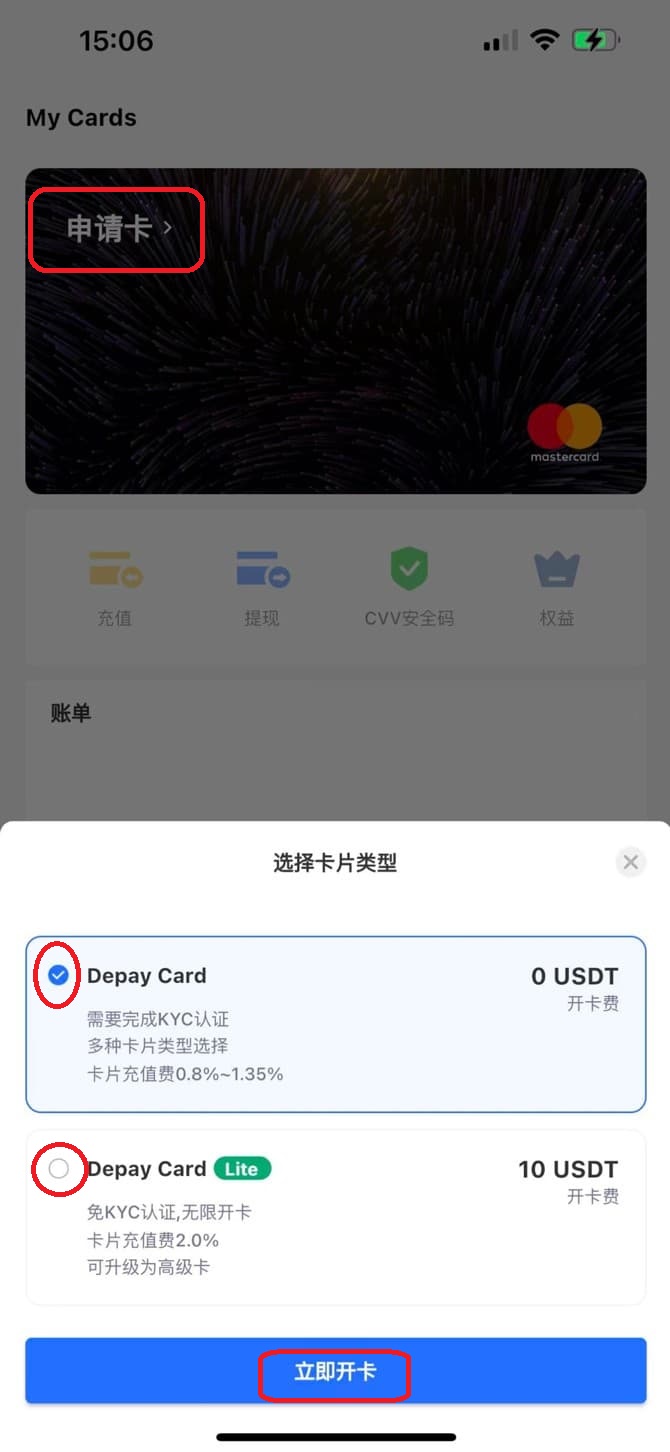 15:06
My Cards
申请卡 >
mastercard
充值
提现
CVV安全码
权益
账单
选择卡片类型
Depay Card
0 USDT
开卡费
需要完成KYC认证
多种卡片类型选择
卡片充值费0.8%~1.35%
Depay Card Lite
10 USDT
开卡费
免KYC认证,无限开卡
卡片充值费2.0%
可升级为高级卡
立即开卡